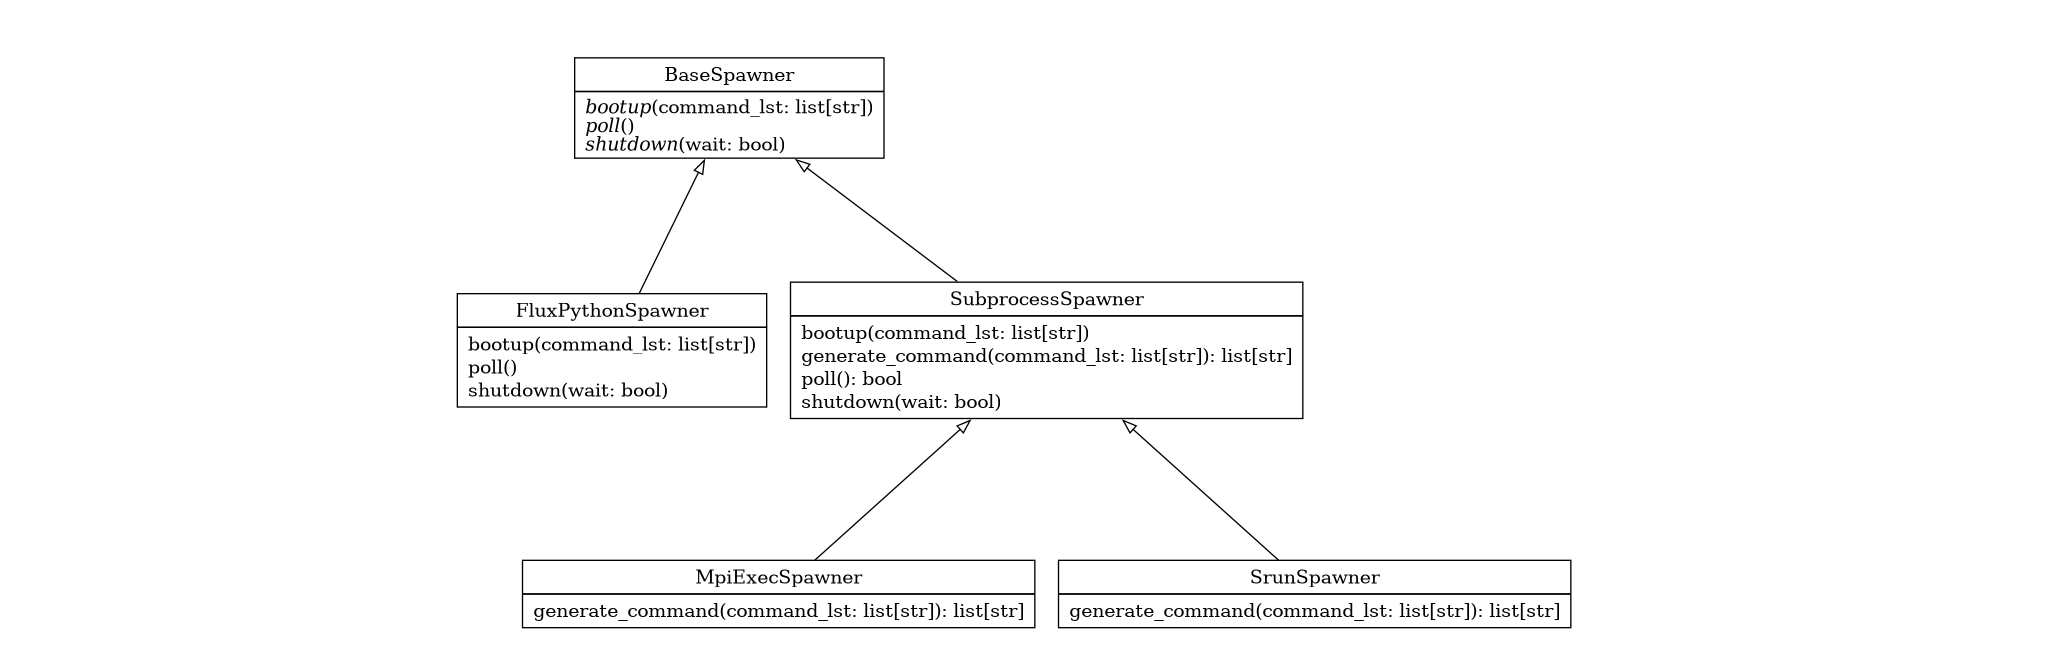 BaseSpawner
bootup(command_lst: list[str])
poll()
shutdown(wait: bool)
FluxPythonSpawner
bootup(command_lst: list[str])
poll()
shutdown(wait: bool)
SubprocessSpawner
bootup(command_lst: list[str])
generate_command(command_lst: list[str]): list[str]
poll(): bool
shutdown(wait: bool)
MpiExecSpawner
generate_command(command_lst: list[str]): list[str]
SrunSpawner
generate_command(command_lst: list[str]): list[str]